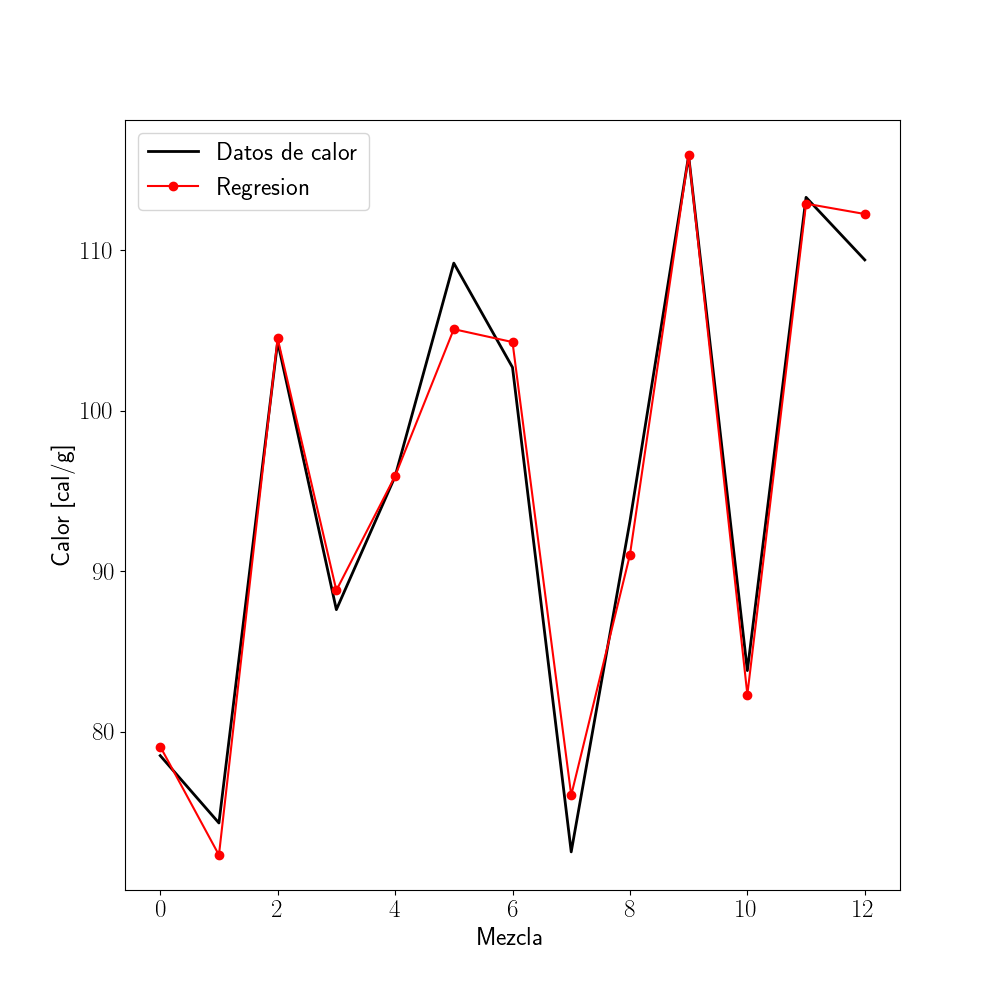 Datos de calor
Regresion
110
100
90
80
Calor [cal/g]
0 2 4 6 8 10 12
Mezcla